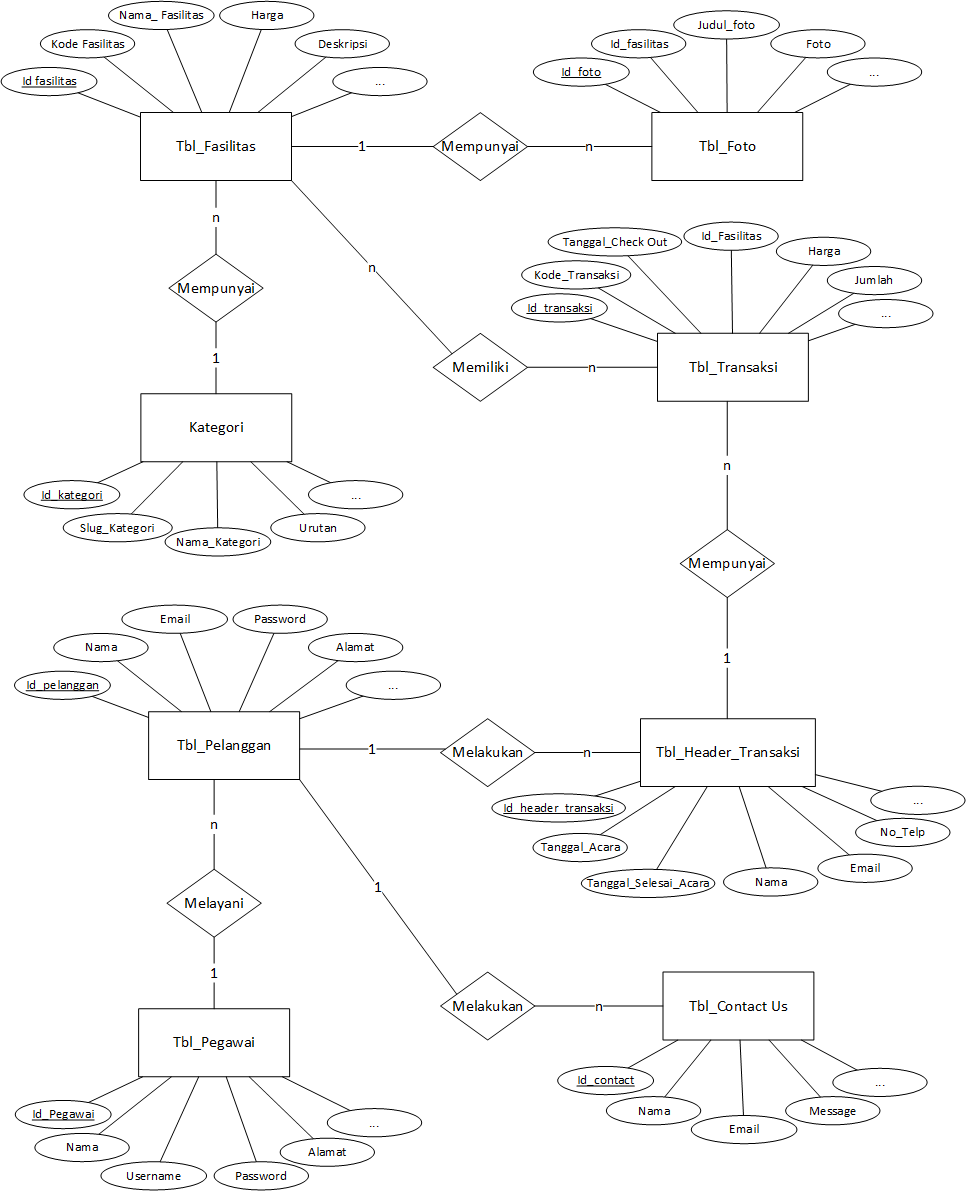 Nama_ Fasilitas
Harga
Kode Fasilitas
Deskripsi
Id fasilitas
...
Tbl_Fasilitas
1
Mempunyai
n
Judul_foto
Id_fasilitas
Foto
Id_foto
...
Tbl_Foto
n
Mempunyai
1
n
Memiliki
n
Id_Fasilitas
Tanggal_Check Out
Harga
Kode_Transaksi
Jumlah
Id_transaksi
...
Tbl_Transaksi
Kategori
Id_kategori
...
Slug_Kategori
Urutan
Nama_Kategori
n
Mempunyai
1
Email
Password
Nama
Alamat
Id_pelanggan
...
Tbl_Pelanggan
1
Melakukan
n
Tbl_Header_Transaksi
Id_header_transaksi
...
No_Telp
Tanggal_Acara
Email
Tanggal_Selesai_Acara
Nama
n
Melayani
1
1
Melakukan
n
Tbl_Contact Us
Id_contact
...
Nama
Message
Email
Tbl_Pegawai
Id_Pegawai
...
Nama
Alamat
Username
Password